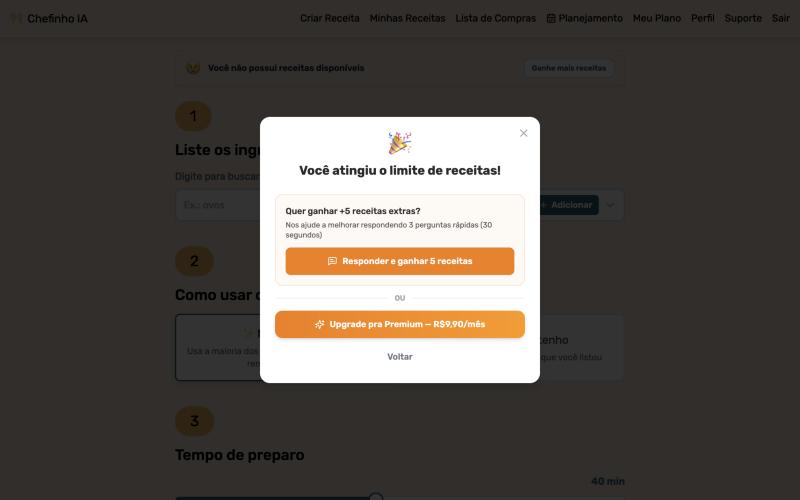 Chefinho IA
Criar Receita Minhas Receitas Lista de Compras Planejamento Meu Plano Perfil Suporte Sair
Você não possui receitas disponíveis
Ganhe mais receitas
1
Liste os
Digite para buscar
Ex.: ovos
Adicionar
Você atingiu o limite de receitas!
Quer ganhar +5 receitas extras?
Nos ajude a melhorar respondendo 3 perguntas rápidas (30
segundos)
Responder e ganhar 5 receitas
OU
Upgrade pra Premium — R$9,90/mês
Voltar
2
Como usar
tenho
Usa a maioria dos
que você listou
3
Tempo de preparo
40 min